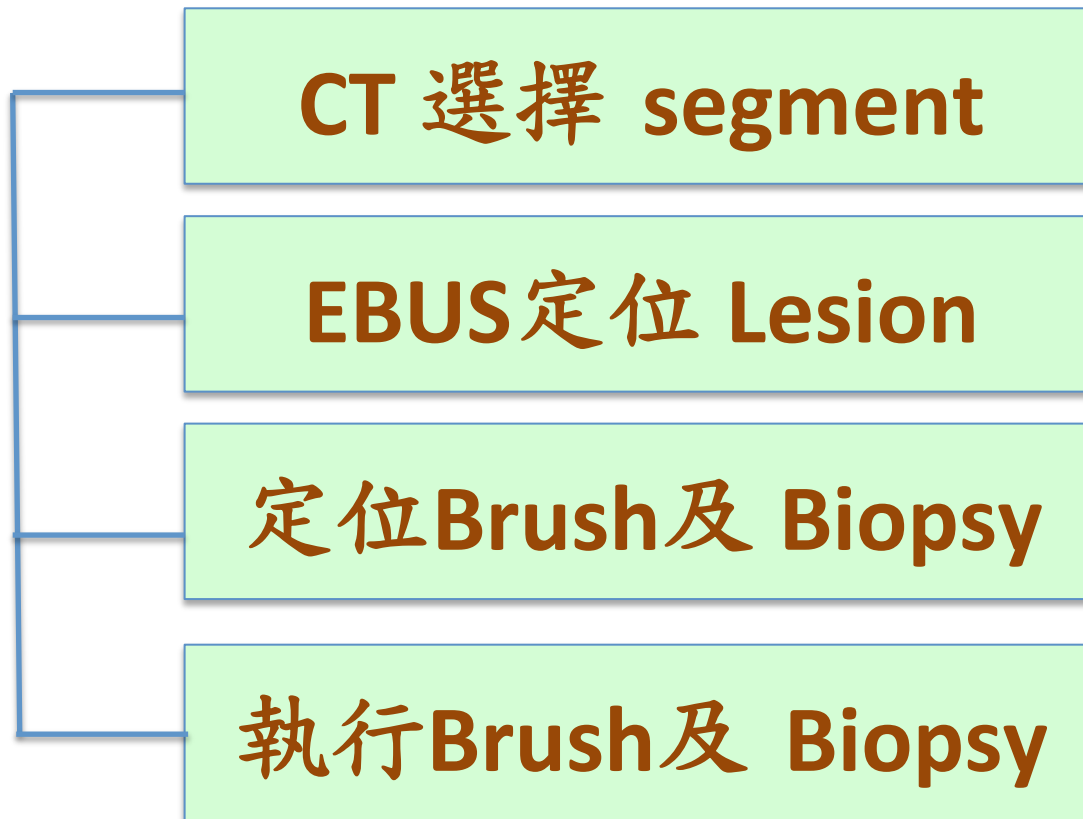 CT 選擇 segment
EBUS定位 Lesion
定位Brush及 Biopsy
執行Brush及 Biopsy